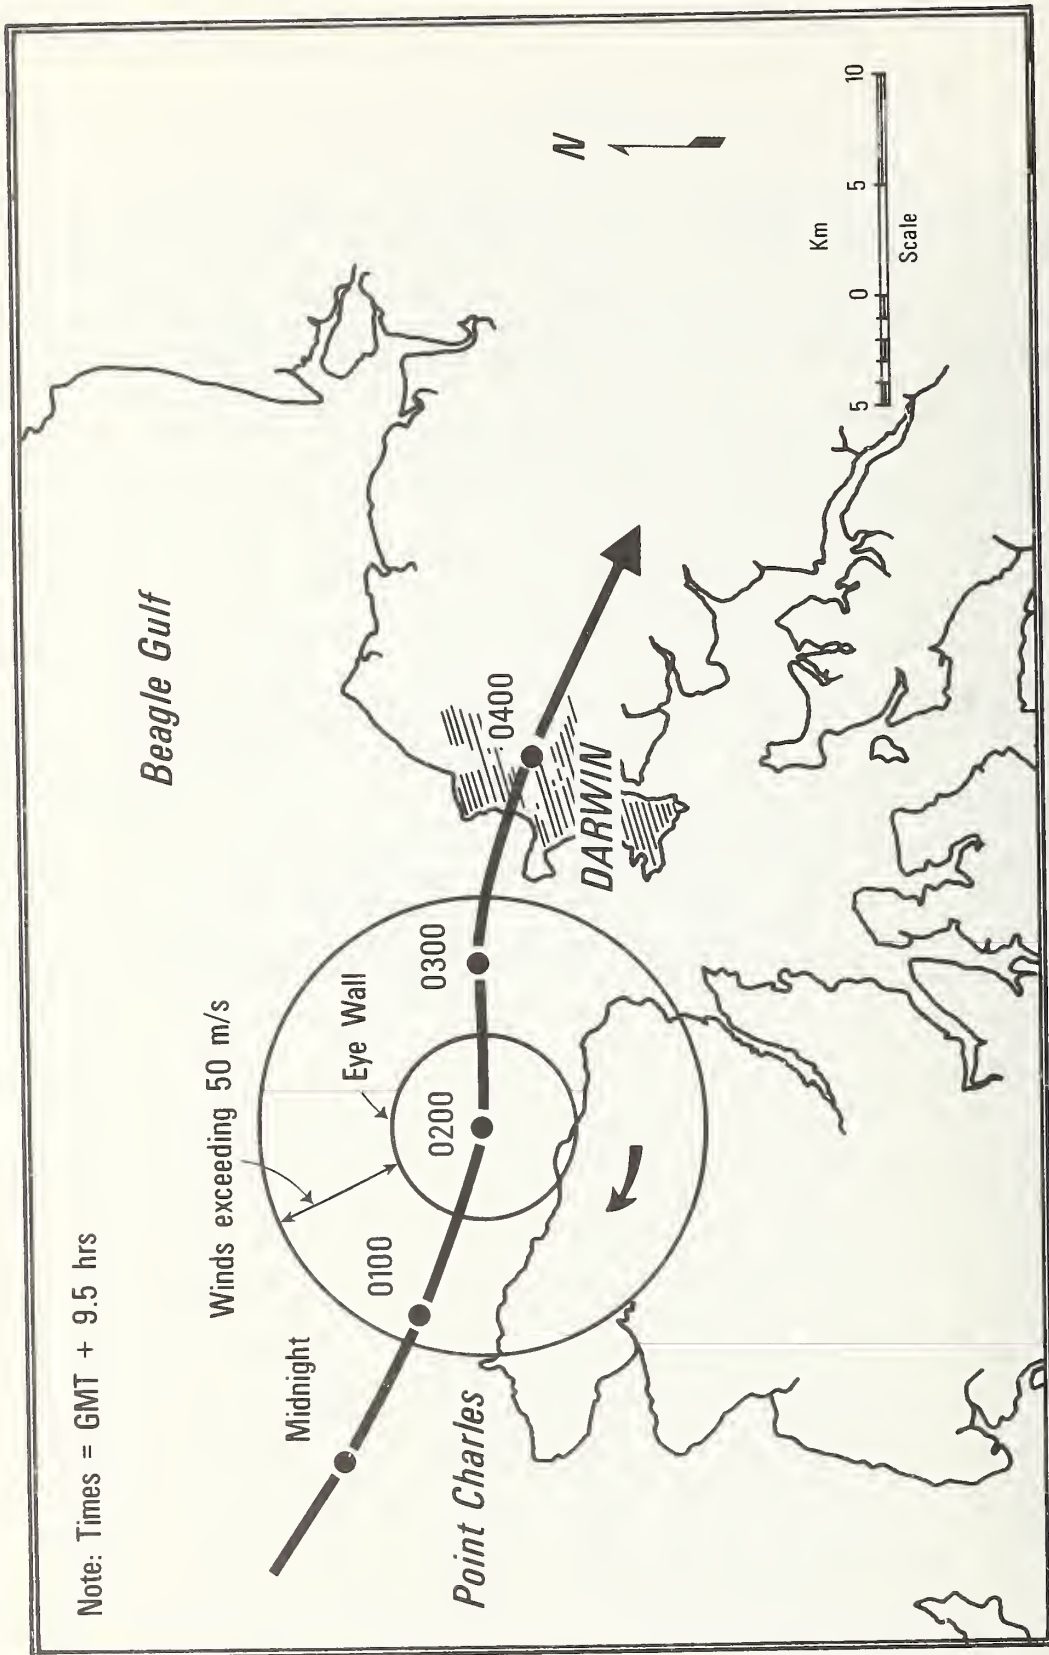 Note: Times = GMT + 9.5 hrs
Beagle Gulf
Winds exceeding 50 m/s
Midnight
Eye Wall
0100
0200
0300
0400
Point Charles
DARWIN
N
Km
5 0 5 10
Scale